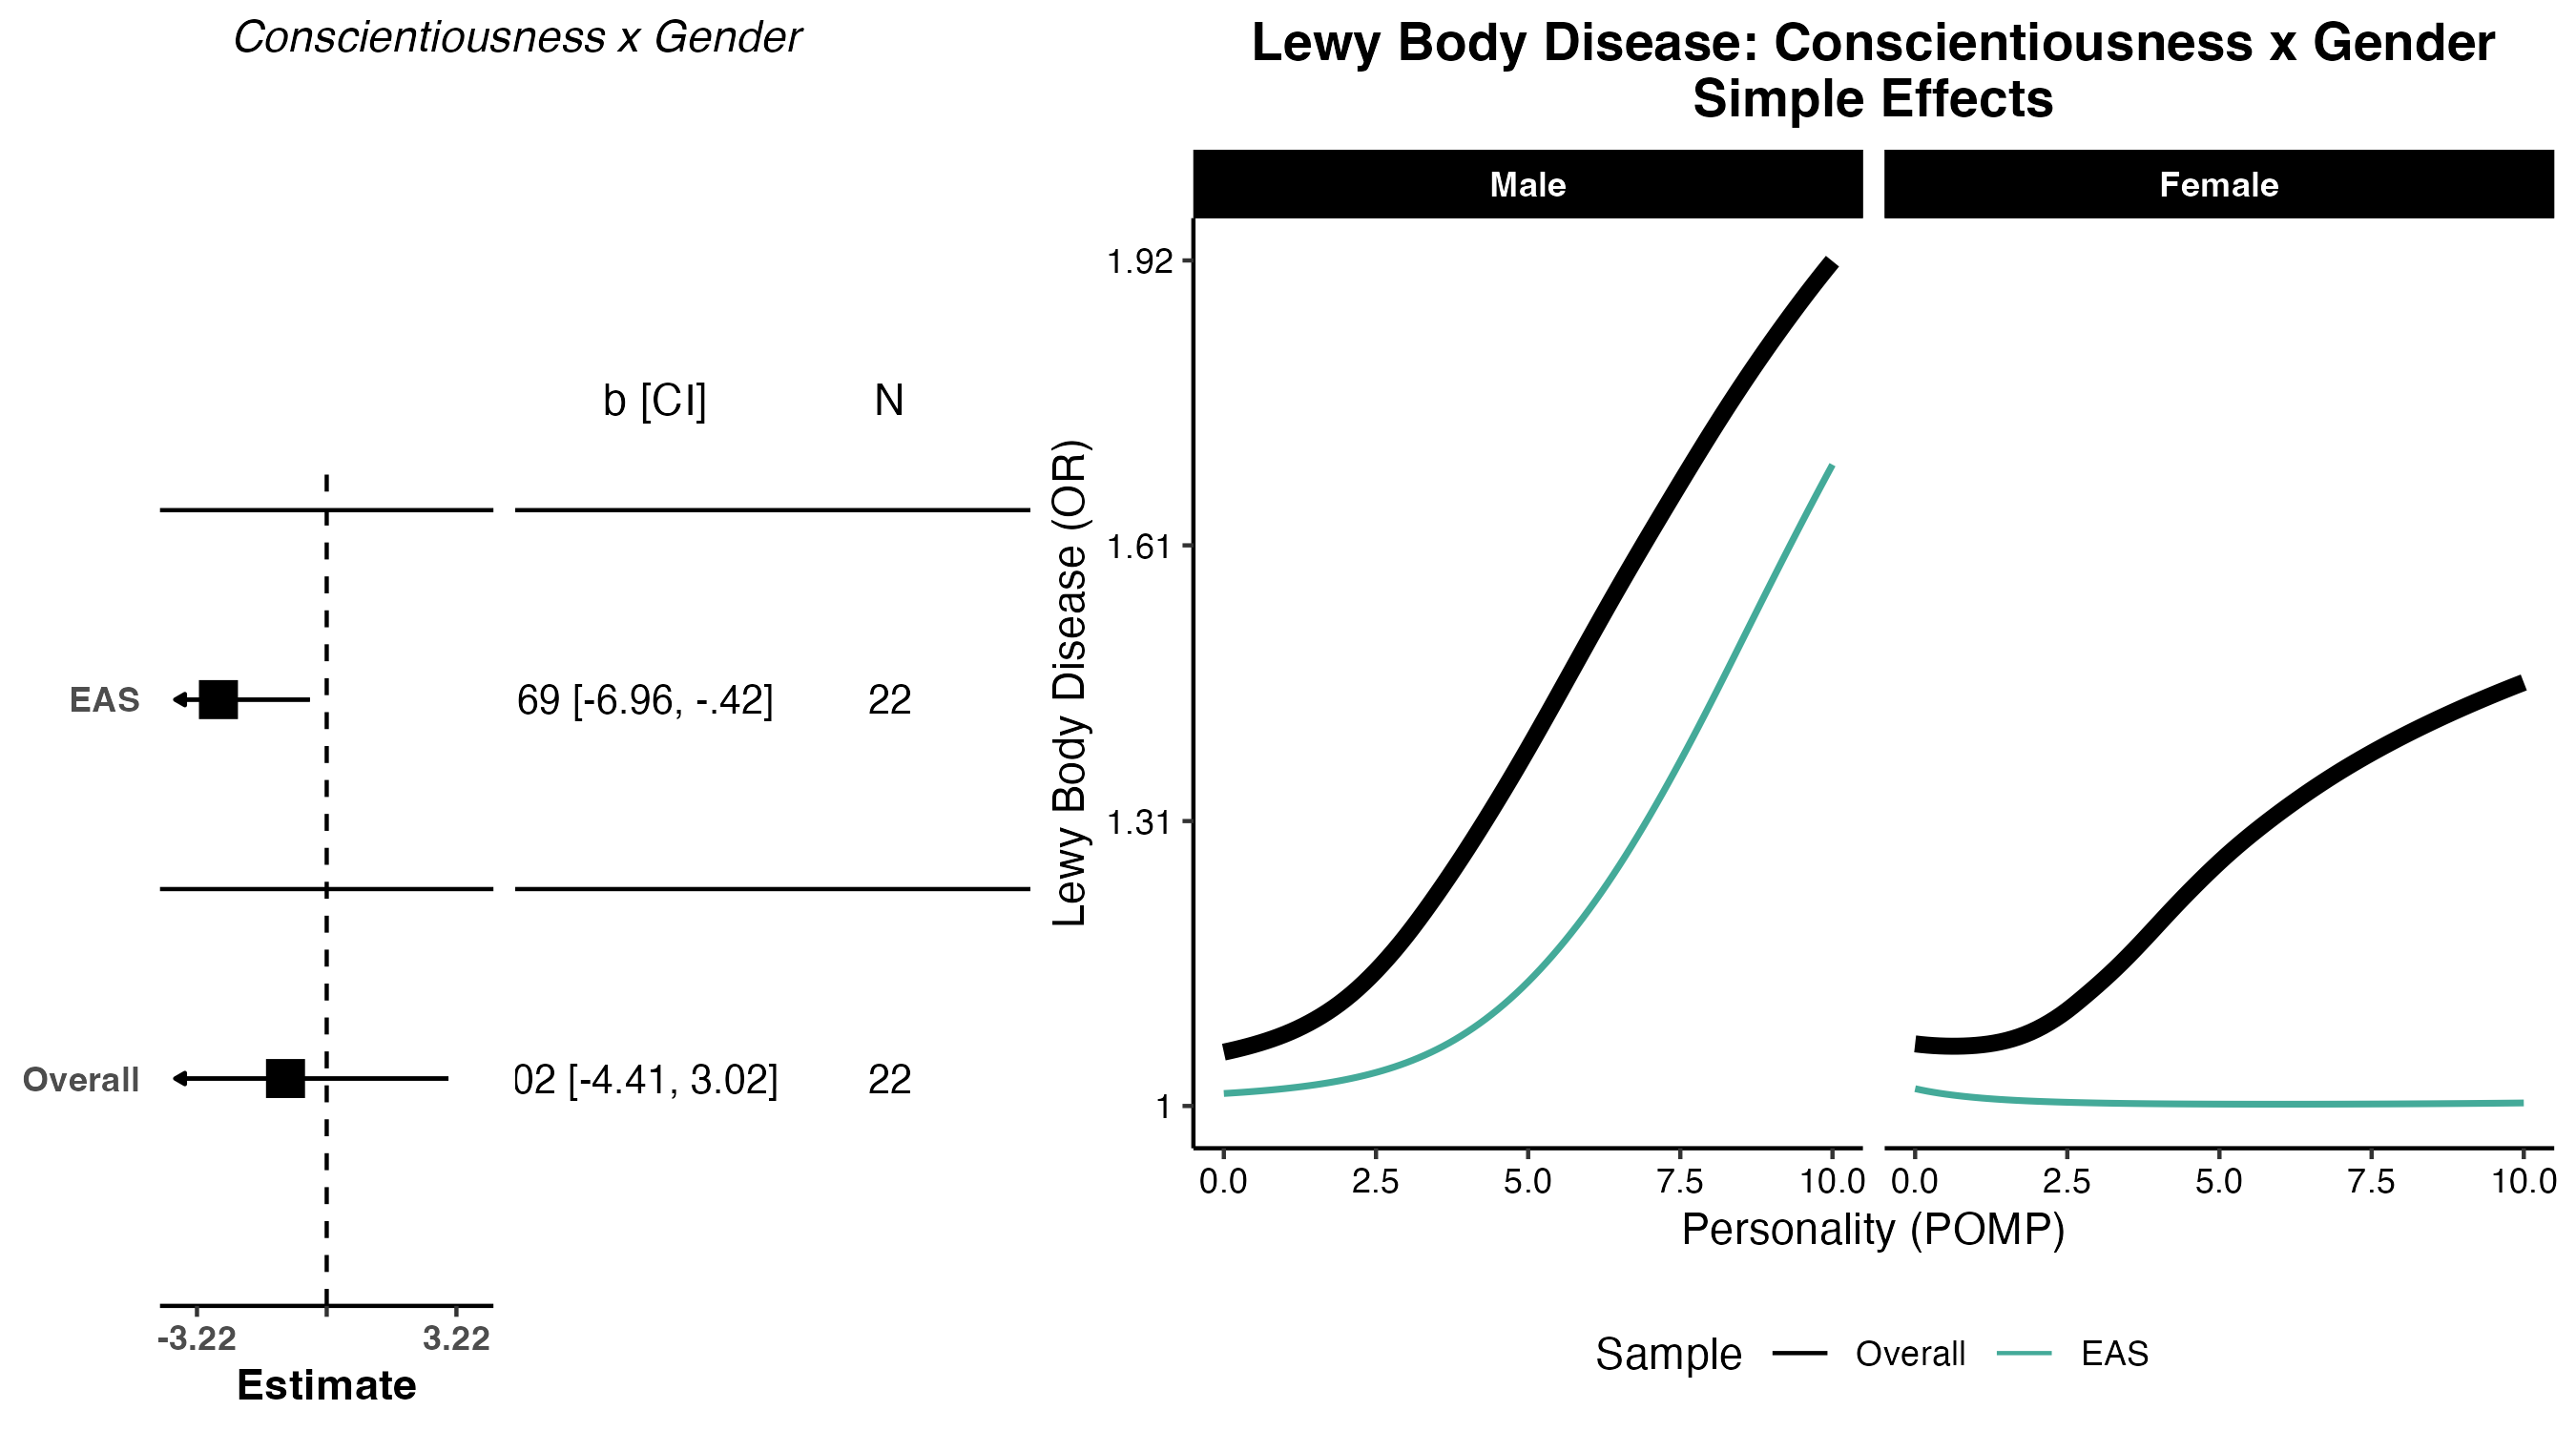 Conscientiousness x Gender
b [CI] N
EAS 69 [-6.96, -.42] 22
Overall 02 [-4.41, 3.02] 22
-3.22 3.22
Estimate
Lewy Body Disease: Conscientiousness x Gender
Simple Effects
Male Female
Lewy Body Disease (OR)
1.92
1.61
1.31
1
0.0 2.5 5.0 7.5 10.0 0.0 2.5 5.0 7.5 10.0
Personality (POMP)
Sample Overall EAS